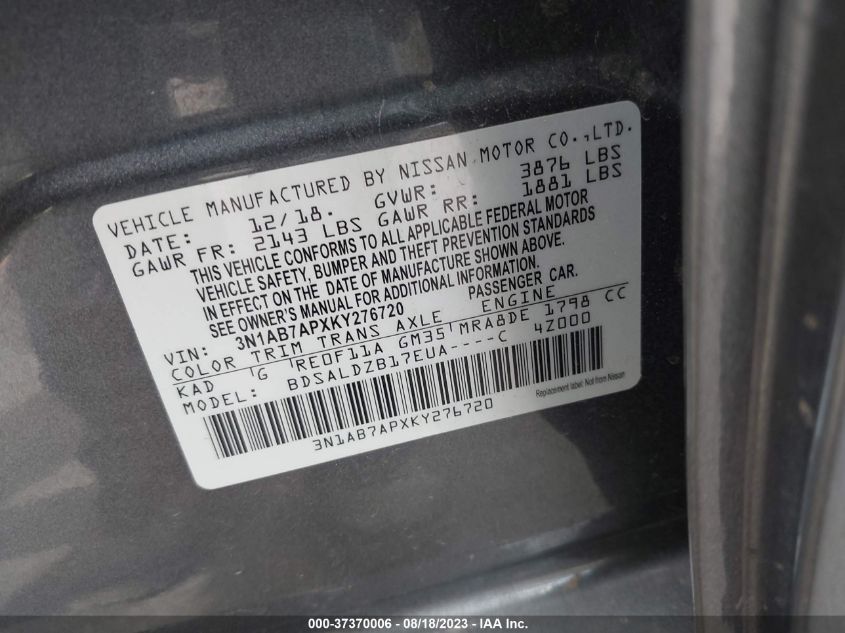 VEHICLE MANUFACTURED BY NISSAN MOTOR CO.,LTD.
DATE: 12/18. GVWR: 3876 LBS
GAWR FR: 2143 LBS GAWR RR: 1881 LBS
THIS VEHICLE CONFORMS TO ALL APPLICABLE FEDERAL MOTOR
VEHICLE SAFETY, BUMPER AND THEFT PREVENTION STANDARDS
IN EFFECT ON THE DATE OF MANUFACTURE SHOWN ABOVE.
SEE OWNER'S MANUAL FOR ADDITIONAL INFORMATION.
VIN: 3N1AB7APXKY276720 PASSENGER CAR.
COLOR TRIM TRANS AXLE ENGINE
KAD G RE0F11A GM35 MRA8DE 1798 CC
MODEL: BDSALDZB17EUA----C 4Z000
Replacement label: Not from Nissan
3N1AB7APXKY276720
000-37370006 - 08/18/2023 - IAA Inc.